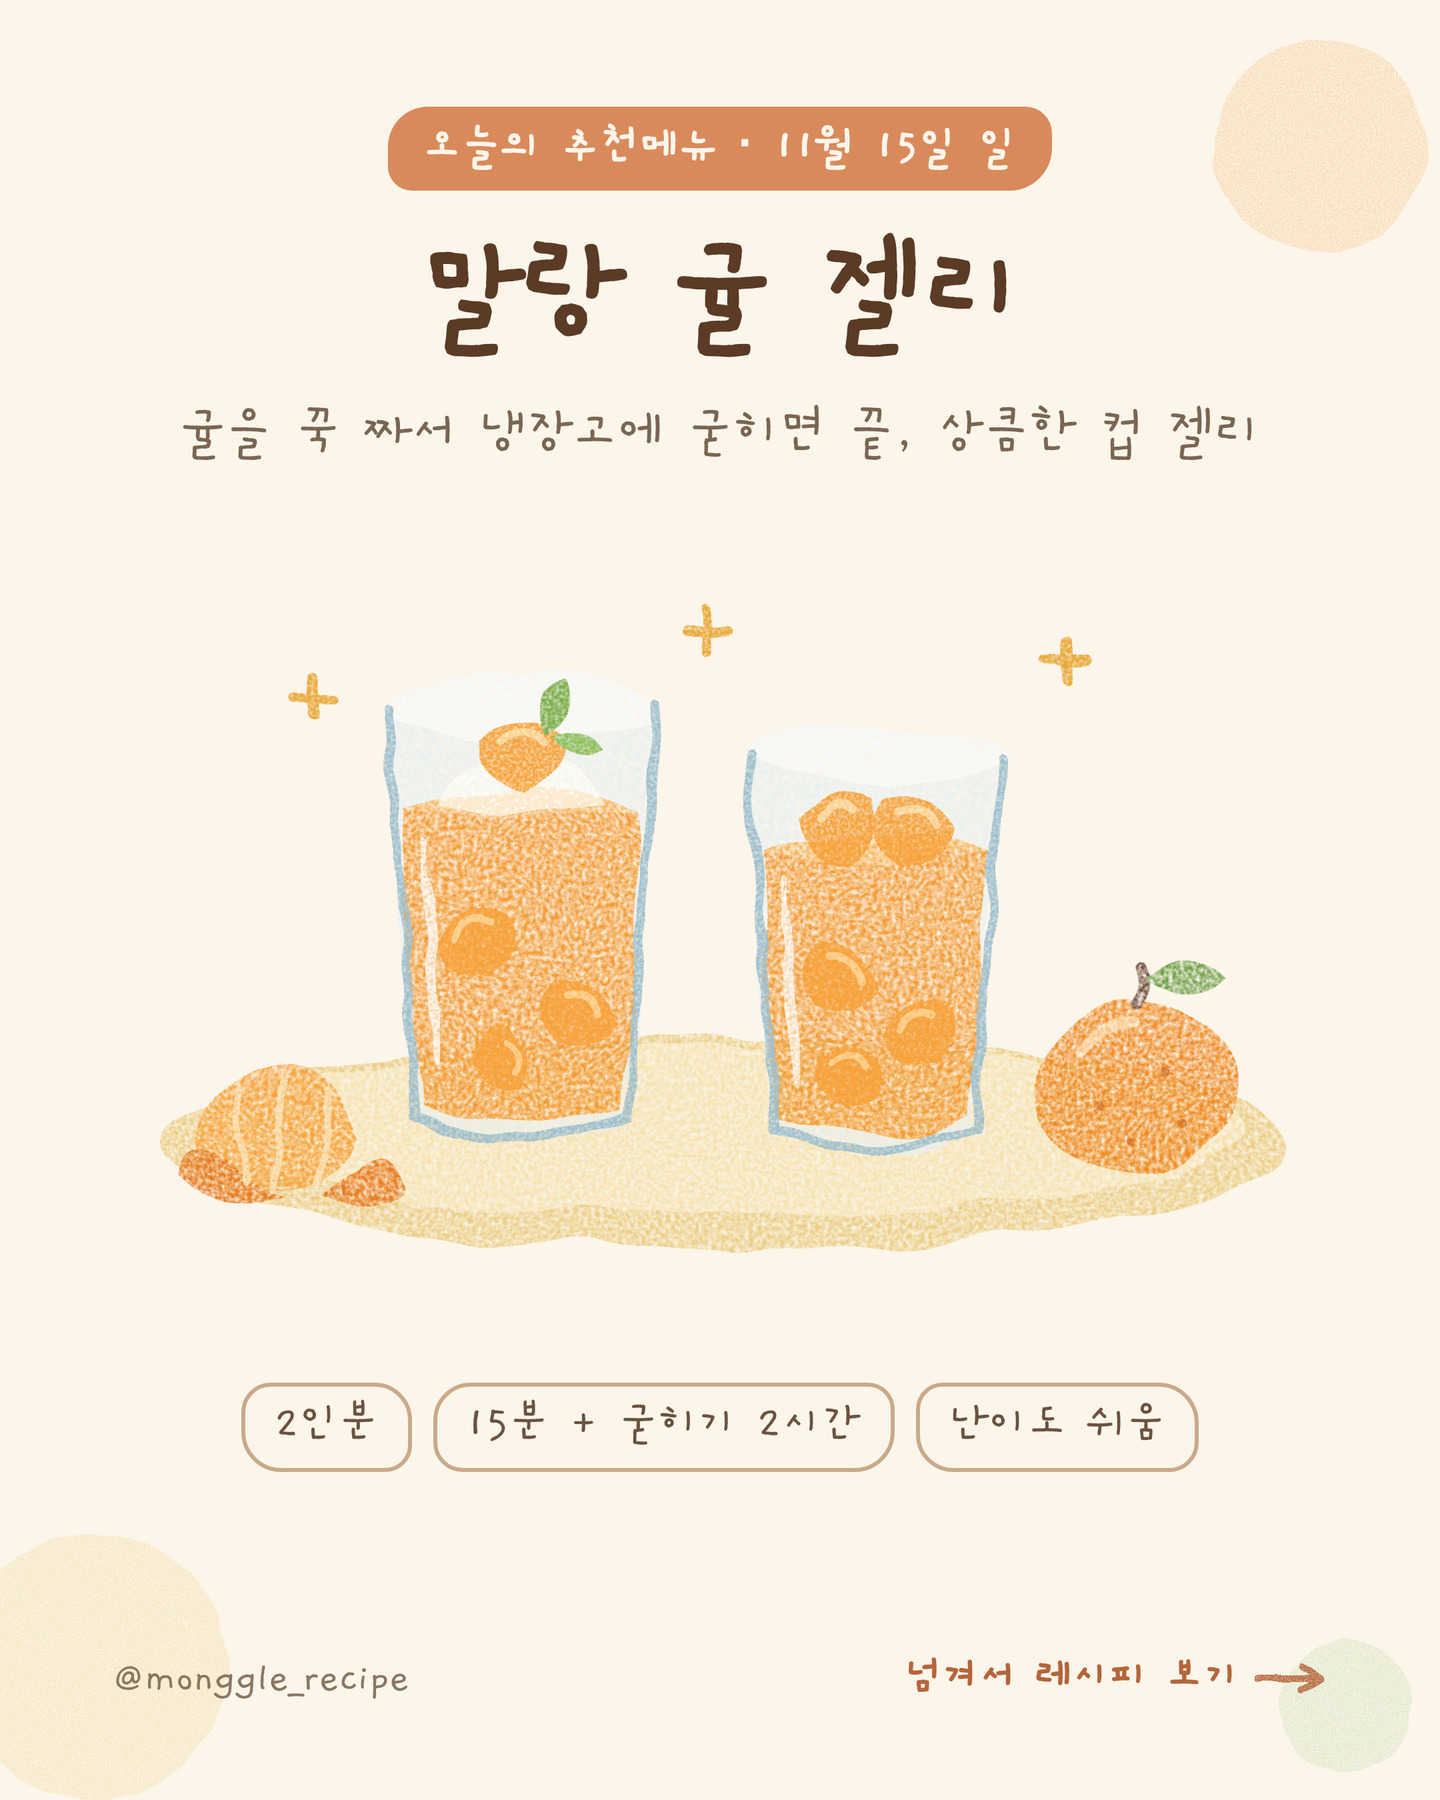 오늘의 추천메뉴 · 11월 15일 일
말랑 귤 젤리
귤을 꾹 짜서 냉장고에 굳히면 끝, 상큼한 컵 젤리
2인분
15분 + 굳히기 2시간
난이도 쉬움
@monggle_recipe
넘겨서 레시피 보기 →